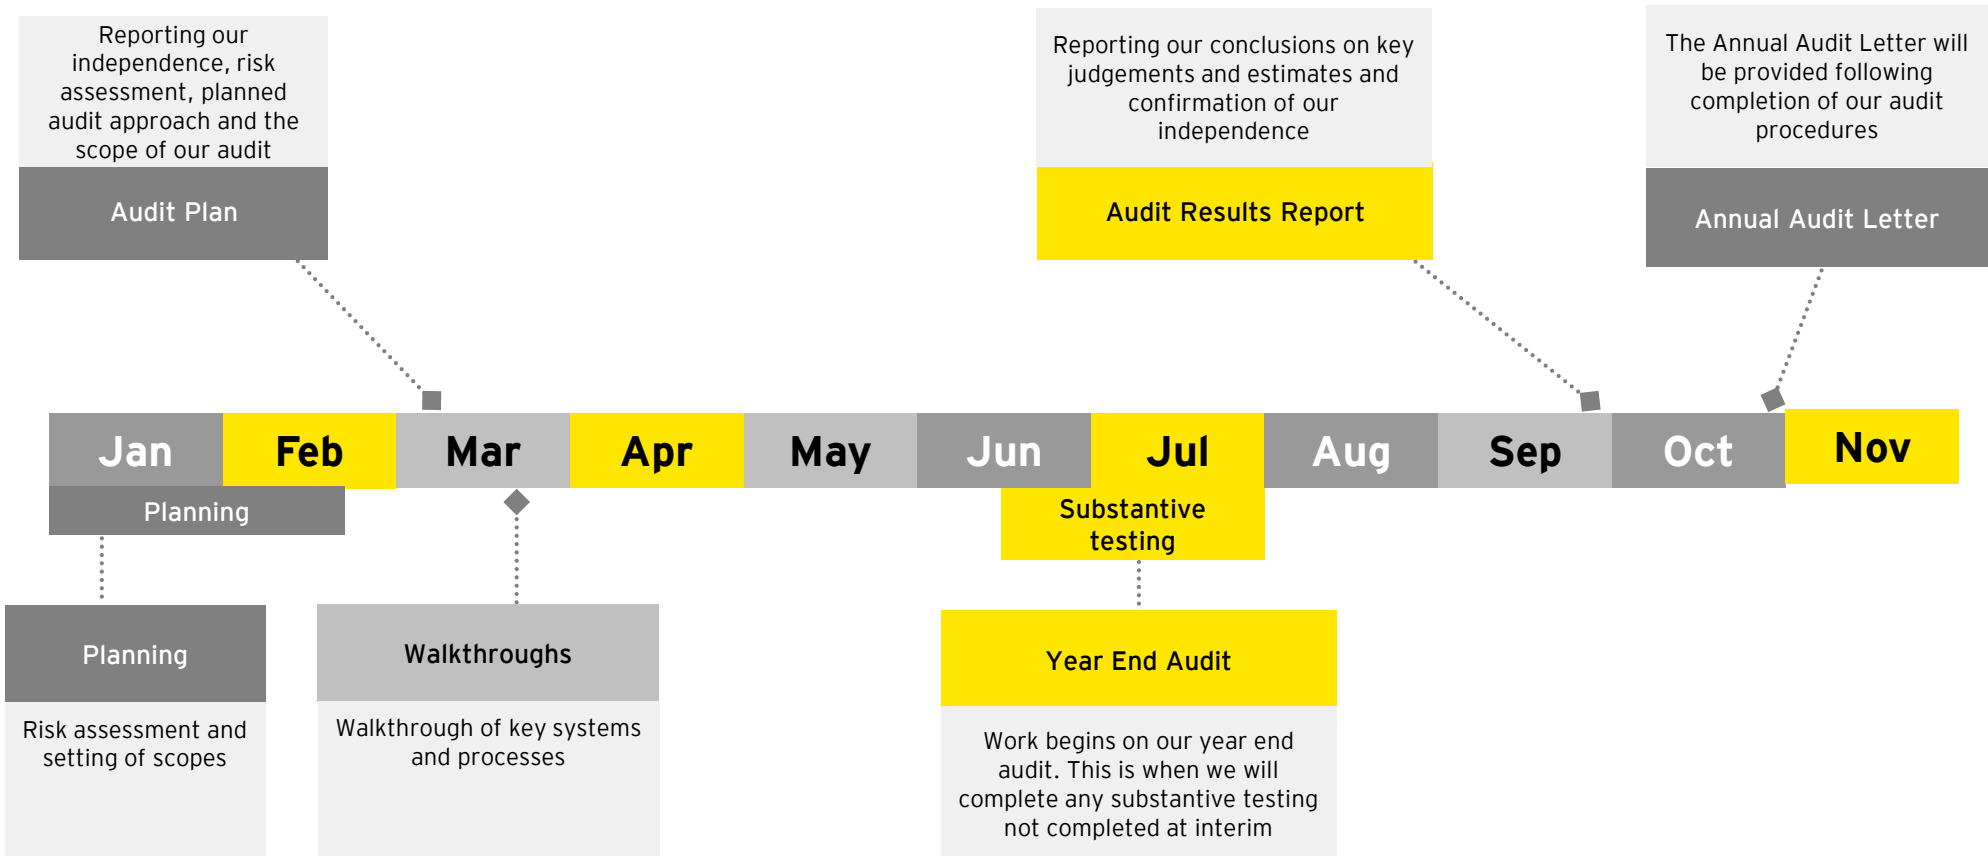 Reporting our
independence, risk
assessment, planned
audit approach and the
scope of our audit
Audit Plan
Reporting our conclusions on key
judgements and estimates and
confirmation of our
independence
Audit Results Report
The Annual Audit Letter will
be provided following
completion of our audit
procedures
Annual Audit Letter
Jan Feb Mar Apr May Jun Jul Aug Sep Oct Nov
Planning
Substantive
testing
Planning
Risk assessment and
setting of scopes
Walkthroughs
Walkthrough of key systems
and processes
Year End Audit
Work begins on our year end
audit. This is when we will
complete any substantive testing
not completed at interim